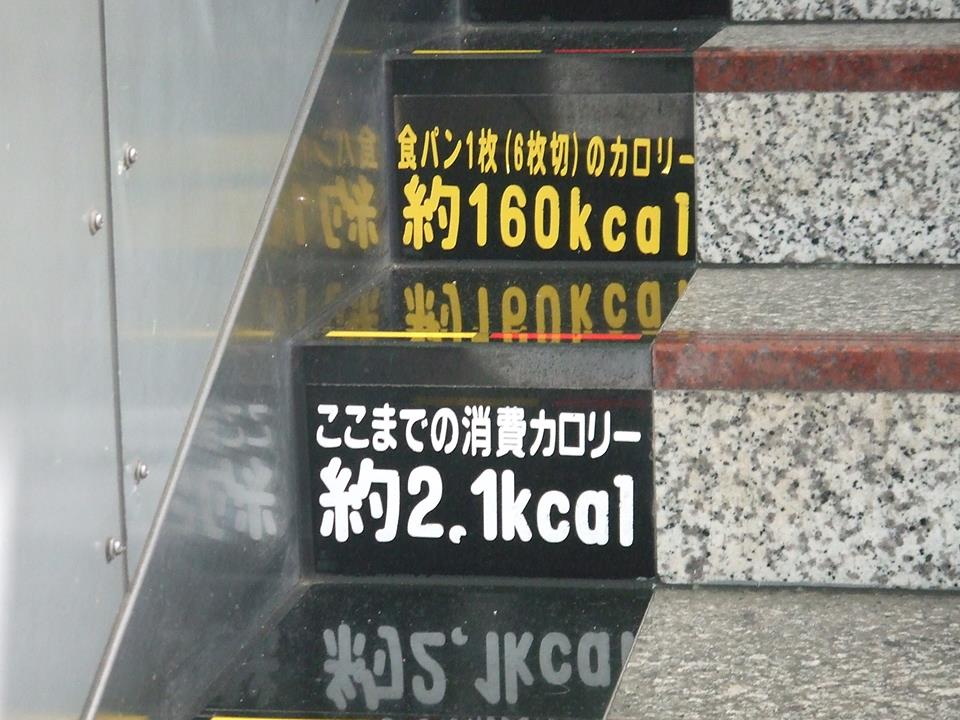 食パン1枚(6枚切)のカロリー
約160kcal
ここまでの消費カロリー
約2.1kcal